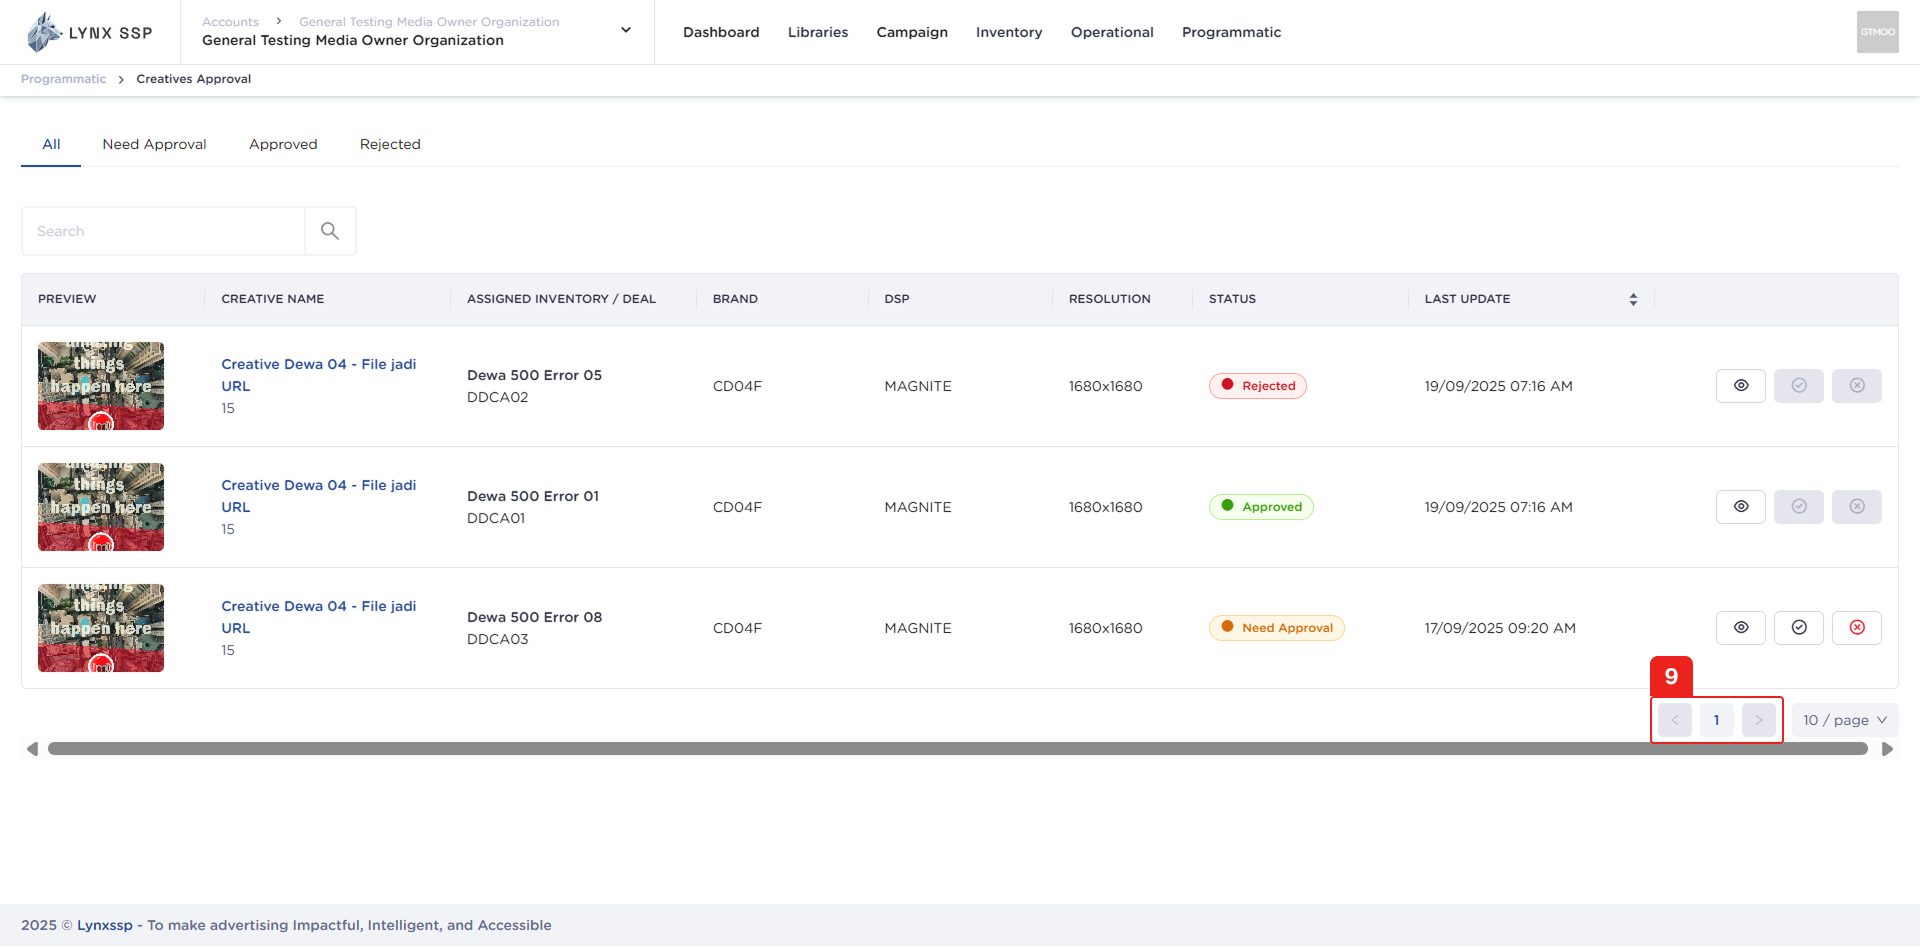 LYNX SSP
Accounts > General Testing Media Owner Organization
General Testing Media Owner Organization
Dashboard Libraries Campaign Inventory Operational Programmatic
GTMOO
Programmatic > Creatives Approval
All Need Approval Approved Rejected
Search
PREVIEW CREATIVE NAME ASSIGNED INVENTORY / DEAL BRAND DSP RESOLUTION STATUS LAST UPDATE
things
happen here
Creative Dewa 04 - File jadi
URL
15
Dewa 500 Error 05
DDCA02
CD04F MAGNITE 1680x1680 Rejected 19/09/2025 07:16 AM
things
happen here
Creative Dewa 04 - File jadi
URL
15
Dewa 500 Error 01
DDCA01
CD04F MAGNITE 1680x1680 Approved 19/09/2025 07:16 AM
things
happen here
Creative Dewa 04 - File jadi
URL
15
Dewa 500 Error 08
DDCA03
CD04F MAGNITE 1680x1680 Need Approval 17/09/2025 09:20 AM
9
< 1 > 10 / page
2025 © Lynxssp - To make advertising Impactful, Intelligent, and Accessible